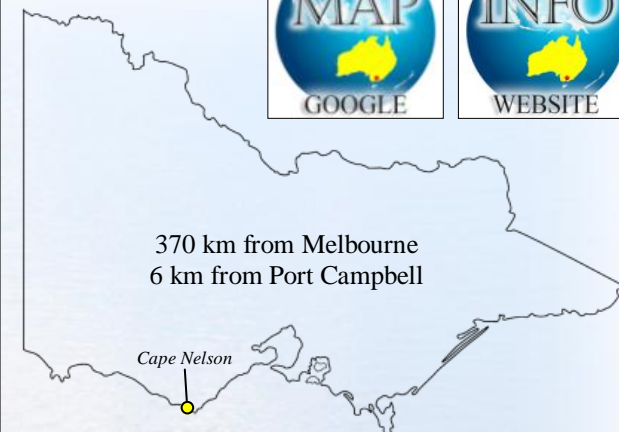 MAP
GOOGLE
INFO
WEBSITE
370 km from Melbourne
6 km from Port Campbell
Cape Nelson